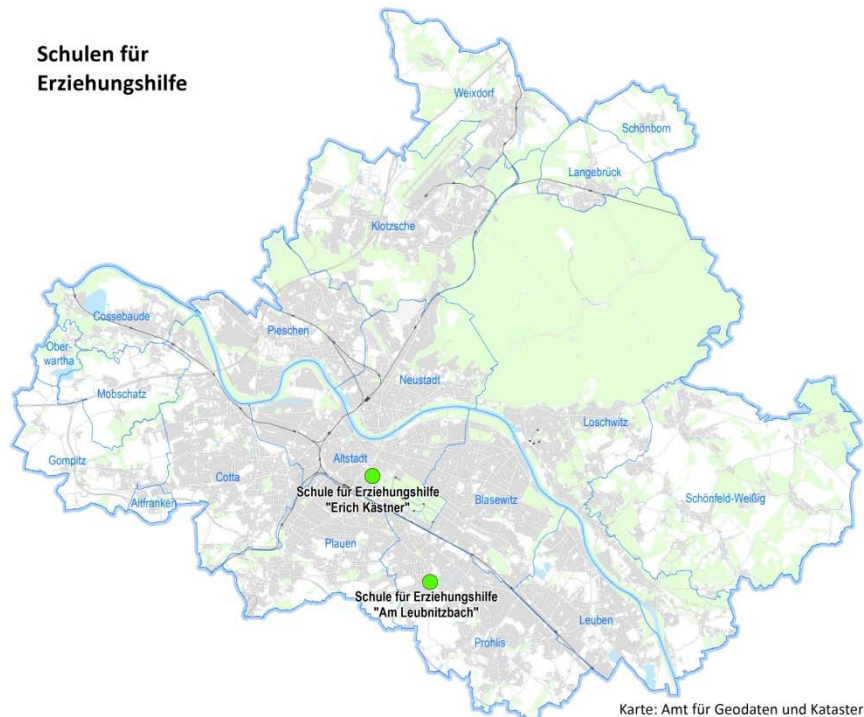 Schulen für
Erziehungshilfe
Weixdorf
Schönborn
Langebrück
Klotzsche
Cossebaude
Pieschen
Ober-
wartha
Mobschatz
Neustadt
Loschwitz
Gompitz
Cotta
Altstadt
Altfranken
Schule für Erziehungshilfe
"Erich Kästner"
Blasewitz
Schönfeld-Weißig
Plauen
Schule für Erziehungshilfe
"Am Leubnitzbach"
Leuben
Prohlis
Karte: Amt für Geodaten und Kataster